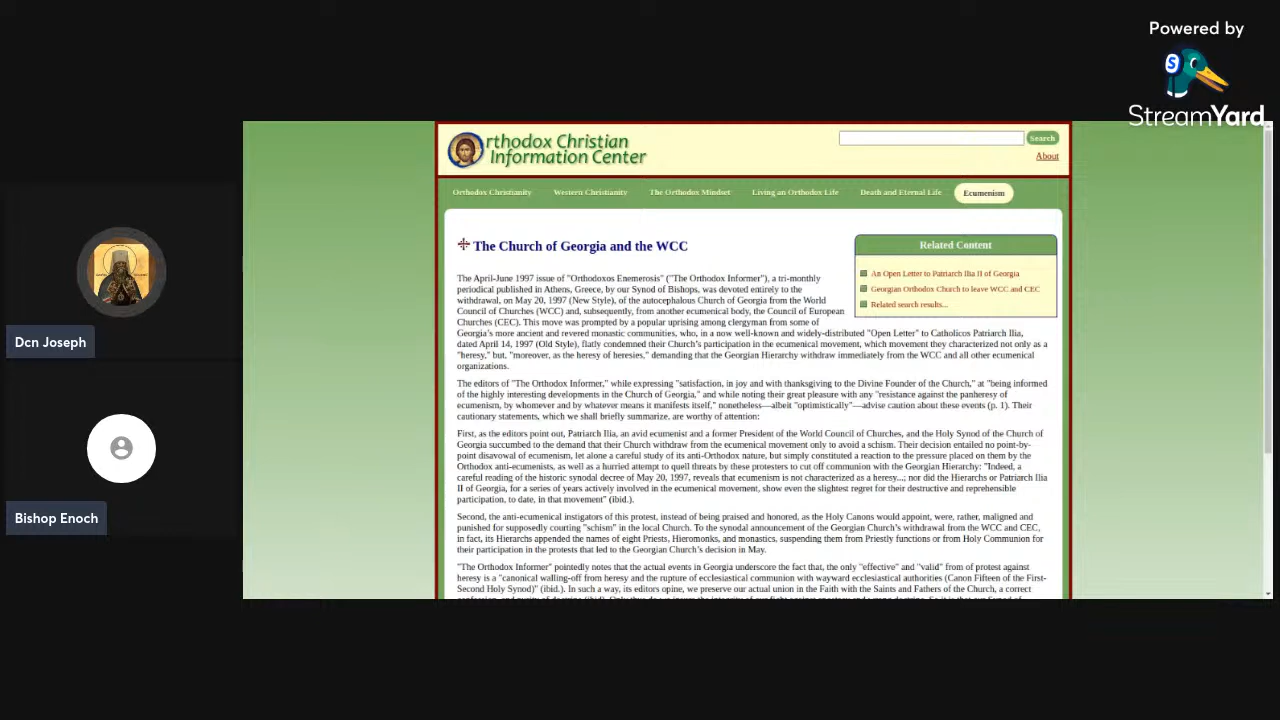 Powered by
S
StreamYard
rthodox Christian
Information Center
Search
About
Orthodox Christianity Western Christianity The Orthodox Mindset Living an Orthodox Life Death and Eternal Life Ecumenism
The Church of Georgia and the WCC
Related Content
An Open Letter to Patriarch Ilia II of Georgia
Georgian Orthodox Church to leave WCC and CEC
Related search results...
The April-June 1997 issue of "Orthodoxos Enemerosis" ("The Orthodox Informer"), a tri-monthly
periodical published in Athens, Greece, by our Synod of Bishops, was devoted entirely to the
withdrawal, on May 20, 1997 (New Style), of the autocephalous Church of Georgia from the World
Council of Churches (WCC) and, subsequently, from another ecumenical body, the Council of European
Churches (CEC). This move was prompted by a popular uprising among clergyman from some of
Georgia's more ancient and revered monastic communities, who, in a now well-known and widely-distributed "Open Letter" to Catholicos Patriarch Ilia,
dated April 14, 1997 (Old Style), flatly condemned their Church's participation in the ecumenical movement, which movement they characterized not only as a
"heresy," but, "moreover, as the heresy of heresies," demanding that the Georgian Hierarchy withdraw immediately from the WCC and all other ecumenical
organizations.
The editors of "The Orthodox Informer," while expressing "satisfaction, in joy and with thanksgiving to the Divine Founder of the Church," at "being informed
of the highly interesting developments in the Church of Georgia," and while noting their great pleasure with any "resistance against the panheresy of
ecumenism, by whomever and by whatever means it manifests itself," nonetheless—albeit "optimistically"—advise caution about these events (p. 1). Their
cautionary statements, which we shall briefly summarize, are worthy of attention:
First, as the editors point out, Patriarch Ilia, an avid ecumenist and a former President of the World Council of Churches, and the Holy Synod of the Church of
Georgia succumbed to the demand that their Church withdraw from the ecumenical movement only to avoid a schism. Their decision entailed no point-by-
point disavowal of ecumenism, let alone a careful study of its anti-Orthodox nature, but simply constituted a reaction to the pressure placed on them by the
Orthodox anti-ecumenists, as well as a hurried attempt to quell threats by these protesters to cut off communion with the Georgian Hierarchy: "Indeed, a
careful reading of the historic synodal decree of May 20, 1997, reveals that ecumenism is not characterized as a heresy...; nor did the Hierarchs or Patriarch Ilia
II of Georgia, for a series of years actively involved in the ecumenical movement, show even the slightest regret for their destructive and reprehensible
participation, to date, in that movement" (ibid.).
Second, the anti-ecumenical instigators of this protest, instead of being praised and honored, as the Holy Canons would appoint, were, rather, maligned and
punished for supposedly courting "schism" in the local Church. To the synodal announcement of the Georgian Church's withdrawal from the WCC and CEC,
in fact, its Hierarchs appended the names of eight Priests, Hieromonks, and monastics, suspending them from Priestly functions or from Holy Communion for
their participation in the protests that led to the Georgian Church's decision in May.
"The Orthodox Informer" pointedly notes that the actual events in Georgia underscore the fact that, the only "effective" and "valid" from of protest against
heresy is a "canonical walling-off from heresy and the rupture of ecclesiastical communion with wayward ecclesiastical authorities (Canon Fifteen of the First-
Second Holy Synod)" (ibid.). In such a way, its editors opine, we preserve our actual union in the Faith with the Saints and Fathers of the Church, a correct
Dcn Joseph
Bishop Enoch